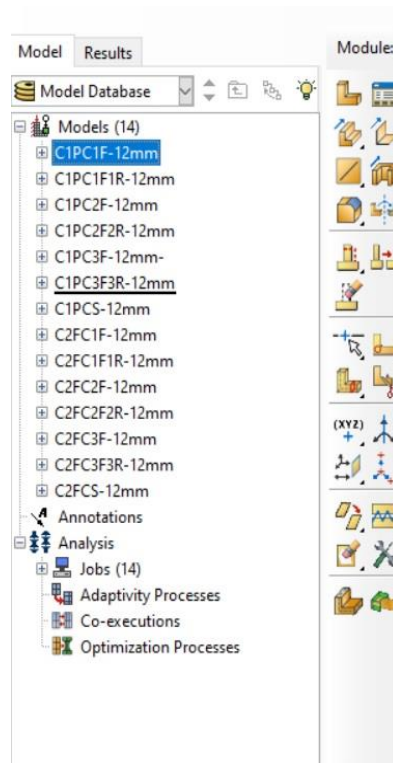 Model Results Module:
Model Database
Models (14)
C1PC1F-12mm
C1PC1F1R-12mm
C1PC2F-12mm
C1PC2F2R-12mm
C1PC3F-12mm-
C1PC3F3R-12mm
C1PCS-12mm
C2FC1F-12mm
C2FC1F1R-12mm
C2FC2F-12mm
C2FC2F2R-12mm
C2FC3F-12mm
C2FC3F3R-12mm
C2FCS-12mm
Annotations
Analysis
Jobs (14)
Adaptivity Processes
Co-executions
Optimization Processes
(XYZ)